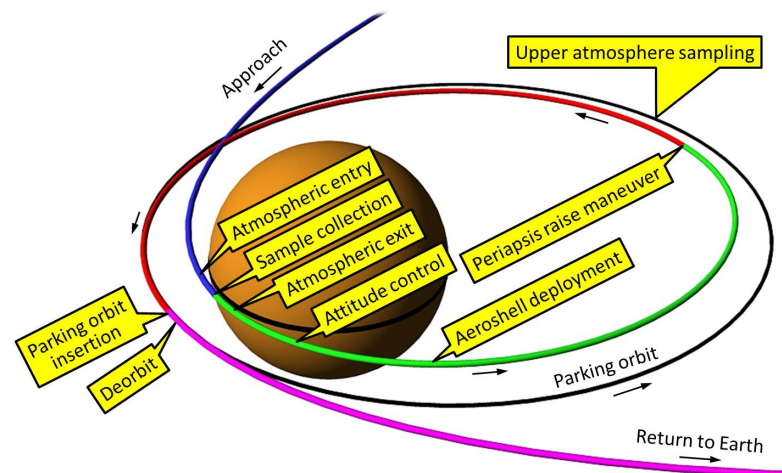 Approach
Upper atmosphere sampling
Atmospheric entry
Sample collection
Atmospheric exit
Attitude control
Periapsis raise maneuver
Aeroshell deployment
Parking orbit
insertion
Deorbit
Parking orbit
Return to Earth